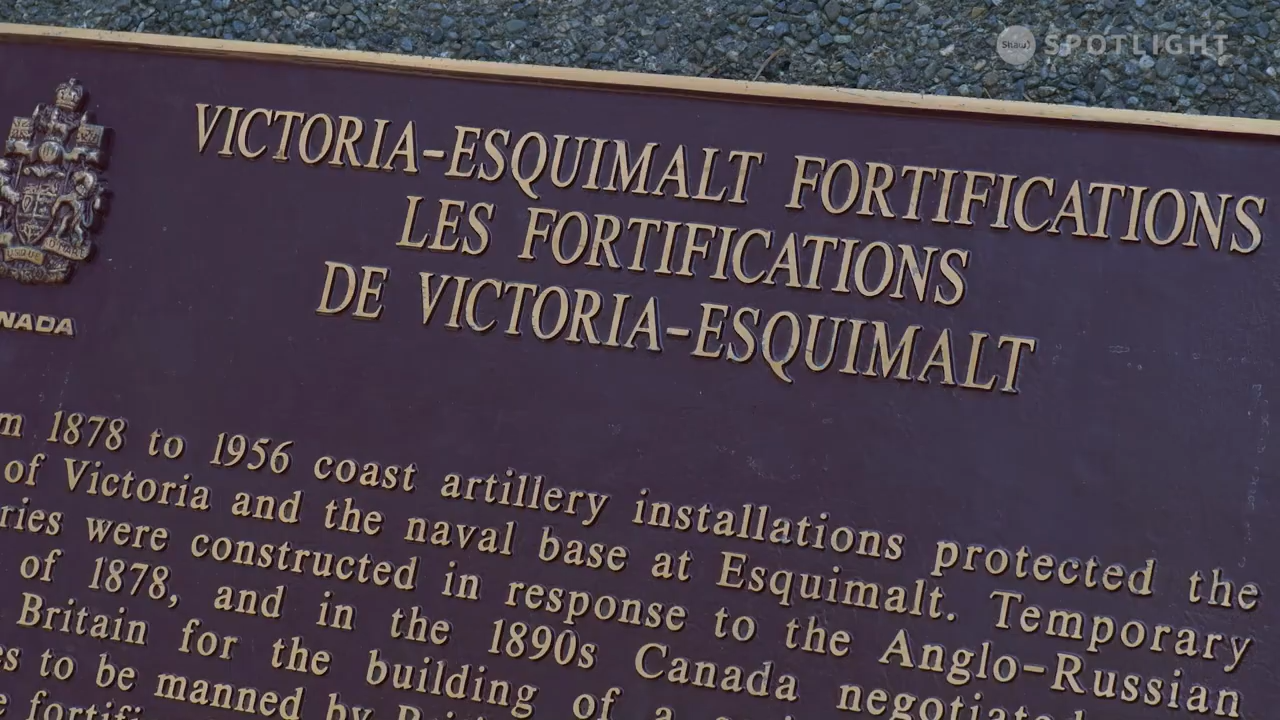 Shaw) SPOTLIGHT
VICTORIA-ESQUIMALT FORTIFICATIONS
LES FORTIFICATIONS
DE VICTORIA-ESQUIMALT
NADA
m 1878 to 1956 coast artillery installations protected the
of Victoria and the naval base at Esquimalt. Temporary
ries were constructed in response to the Anglo-Russian
of 1878, and in the 1890s Canada negotiated
Britain for the building of a
es to be manned by
e fortifi